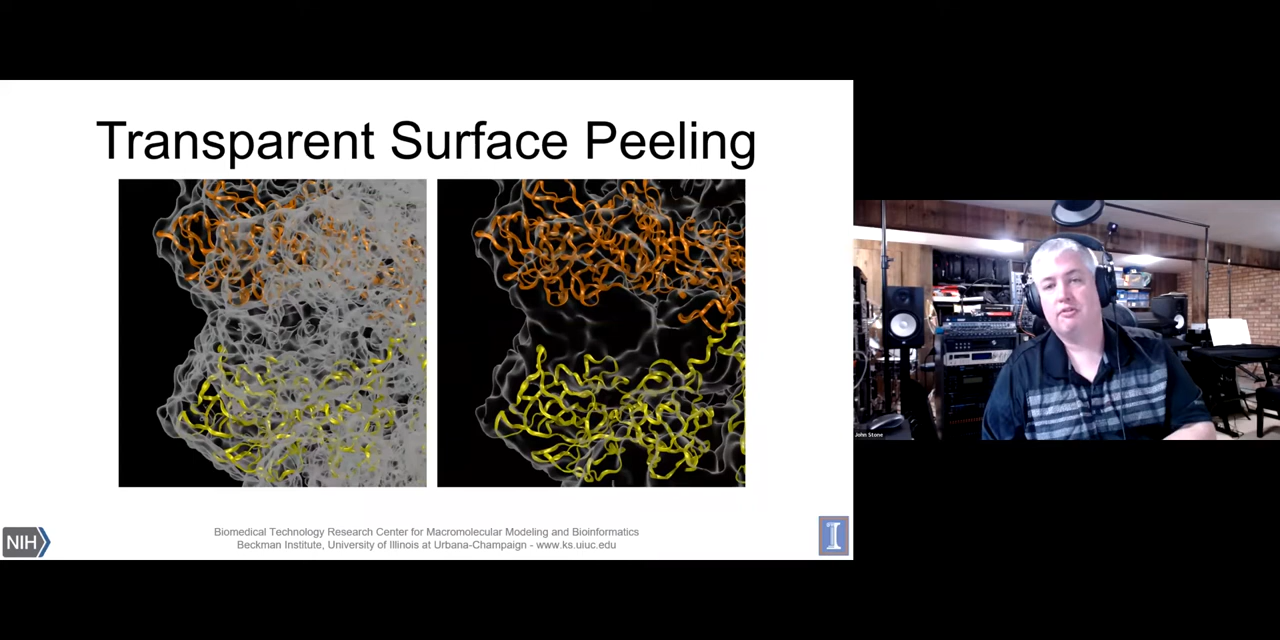 Transparent Surface Peeling
Biomedical Technology Research Center for Macromolecular Modeling and Bioinformatics
Beckman Institute, University of Illinois at Urbana-Champaign - www.ks.uiuc.edu
NIH
I
John Stone